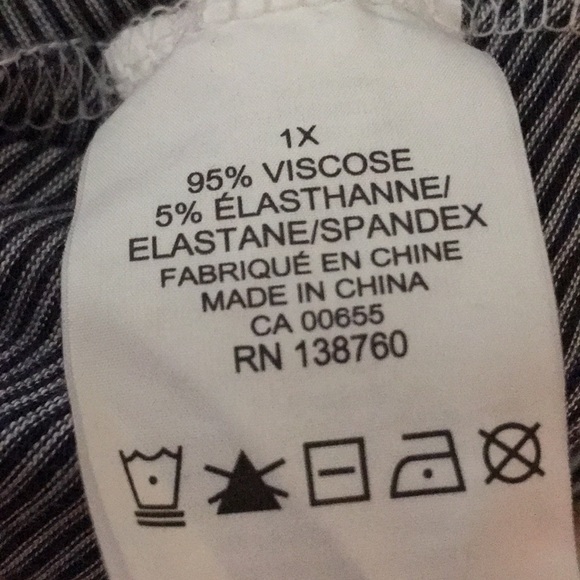 1X
95% VISCOSE
5% ÉLASTHANNE/
ELASTANE/SPANDEX
FABRIQUÉ EN CHINE
MADE IN CHINA
CA 00655
RN 138760